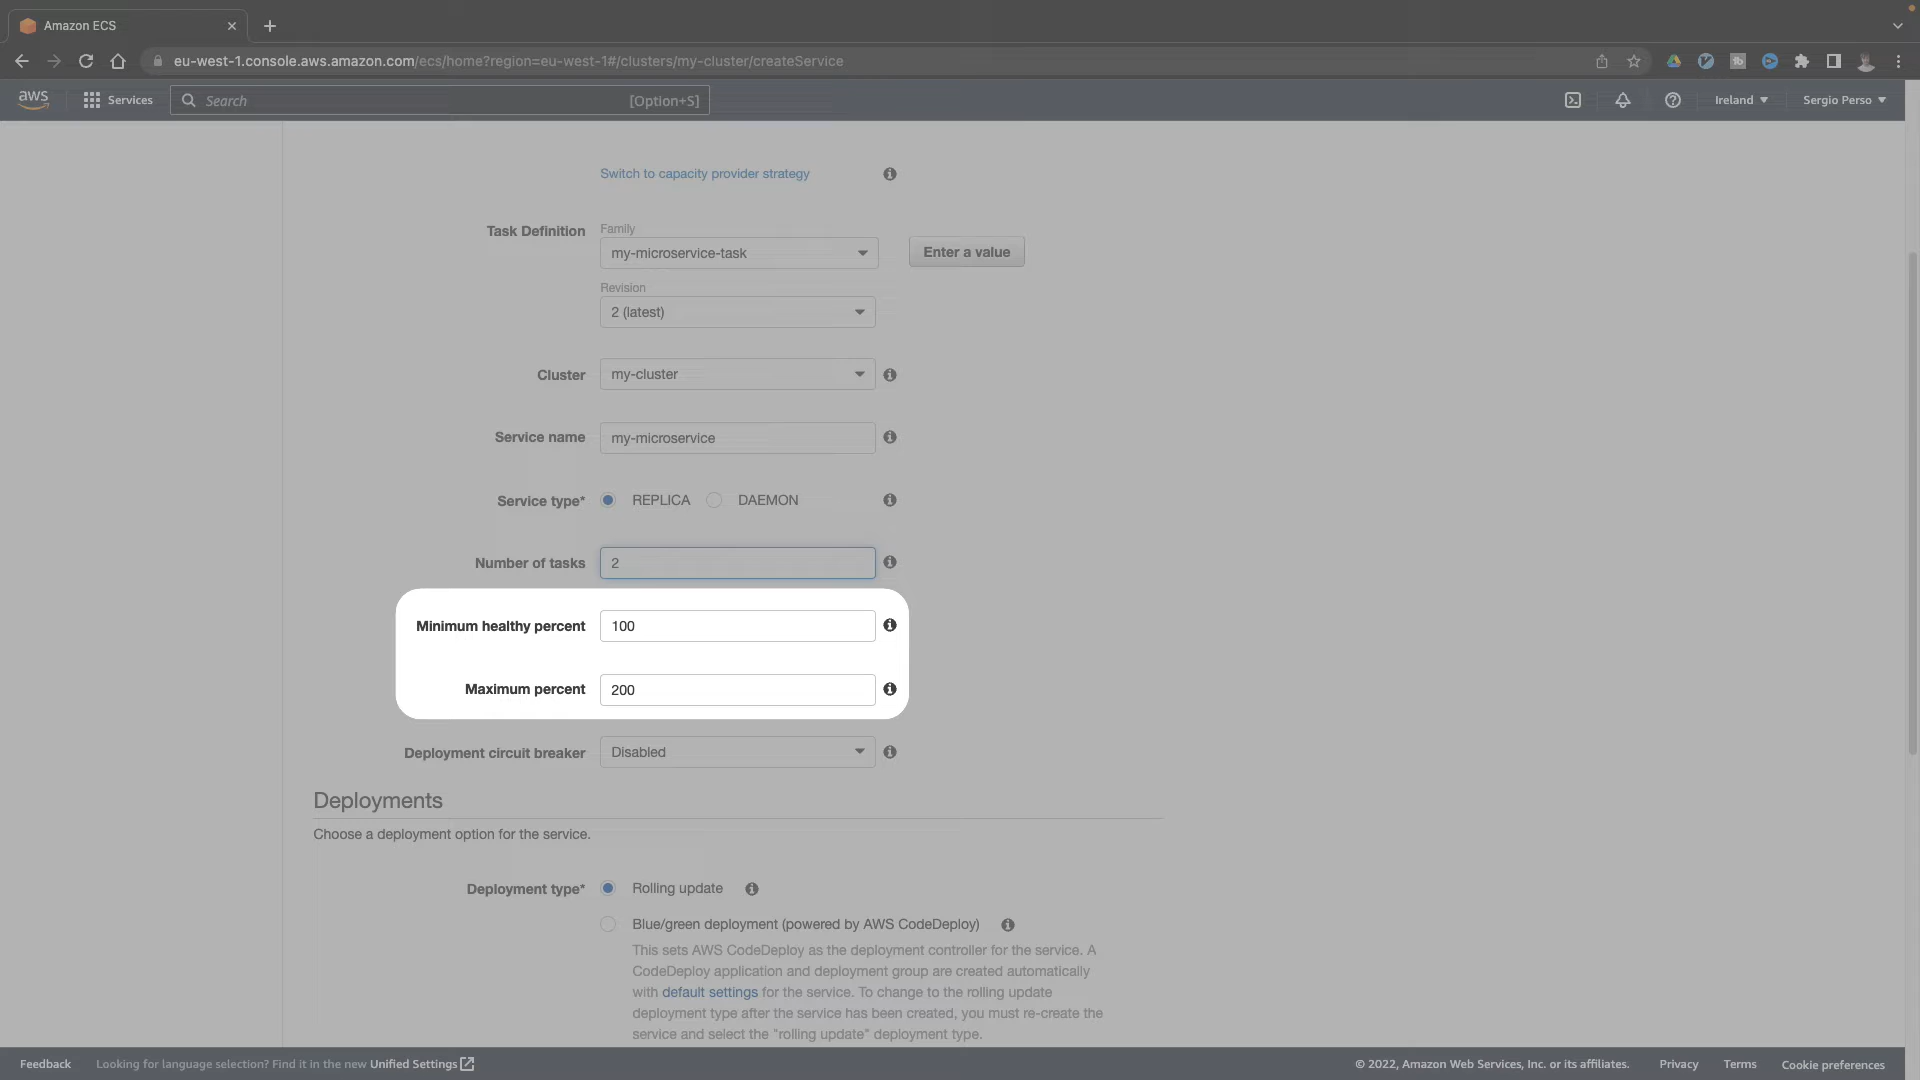 Amazon ECS
eu-west-1.console.aws.amazon.com/ecs/home?region=eu-west-1#/clusters/my-cluster/createService
aws Services Search [Option+S] Ireland Sergio Perso
Switch to capacity provider strategy
Task Definition Family
my-microservice-task Enter a value
Revision
2 (latest)
Cluster my-cluster
Service name my-microservice
Service type* REPLICA DAEMON
Number of tasks 2
Minimum healthy percent 100
Maximum percent 200
Deployment circuit breaker Disabled
Deployments
Choose a deployment option for the service.
Deployment type* Rolling update
Blue/green deployment (powered by AWS CodeDeploy)
This sets AWS CodeDeploy as the deployment controller for the service. A
CodeDeploy application and deployment group are created automatically
with default settings for the service. To change to the rolling update
deployment type after the service has been created, you must re-create the
service and select the "rolling update" deployment type.
Feedback Looking for language selection? Find it in the new Unified Settings © 2022, Amazon Web Services, Inc. or its affiliates. Privacy Terms Cookie preferences